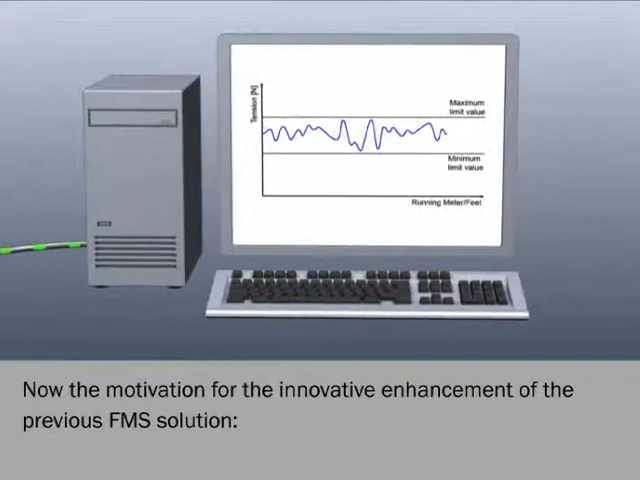 Tension [N]
Maximum
limit value
Minimum
limit value
Running Meter/Feet
Now the motivation for the innovative enhancement of the
previous FMS solution: